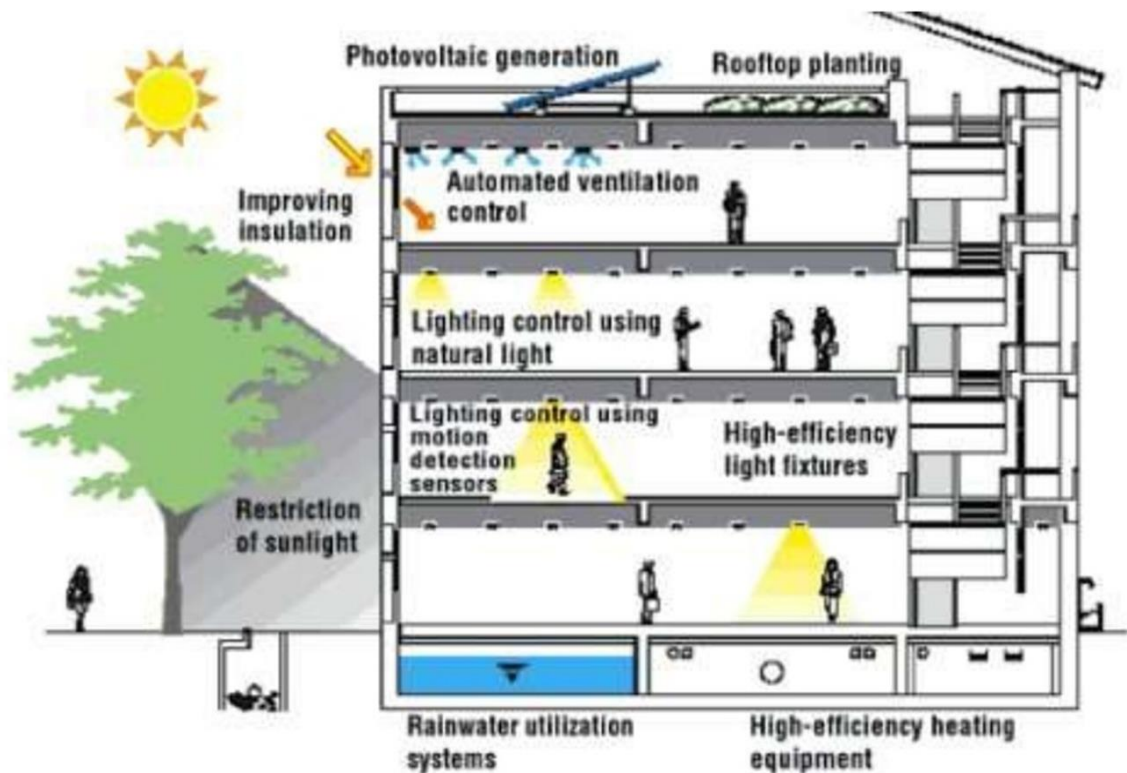 Photovoltaic generation
Rooftop planting
Automated ventilation
control
Improving
insulation
Lighting control using
natural light
Lighting control using
motion
detection
sensors
High-efficiency
light fixtures
Restriction
of sunlight
Rainwater utilization
systems
High-efficiency heating
equipment